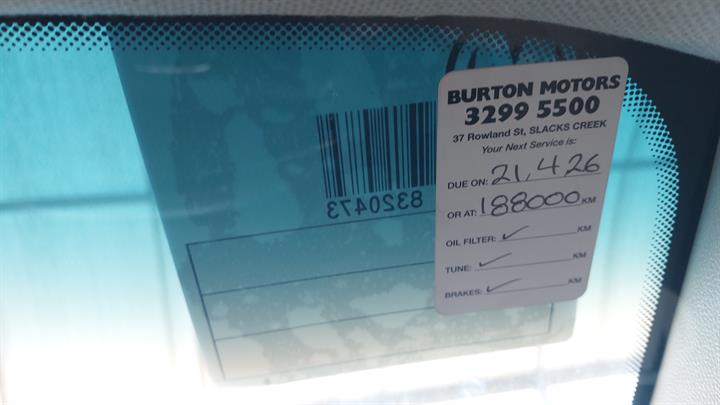 BURTON MOTORS
3299 5500
37 Rowland St, SLACKS CREEK
Your Next Service is:
DUE ON: 21,4,26
OR AT: 188000 KM
OIL FILTER: ✓ KM
TUNE: ✓ KM
BRAKES: ✓ KM
8320473